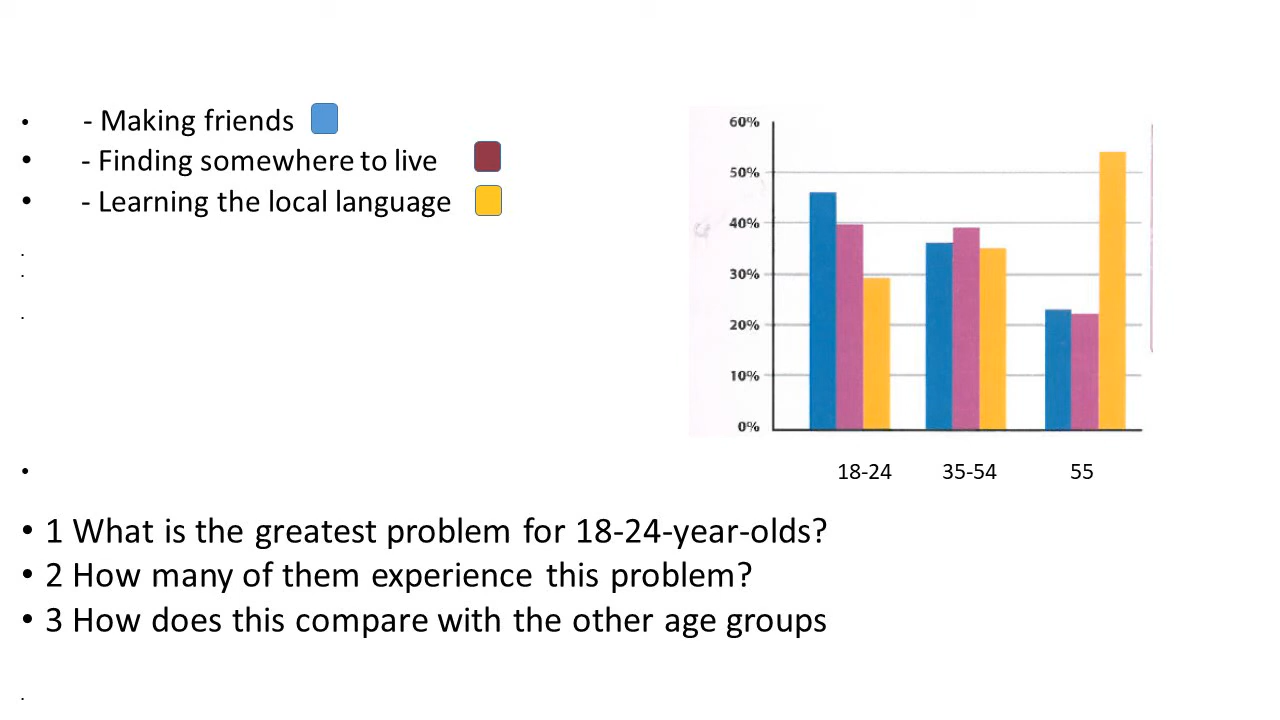 • - Making friends
• - Finding somewhere to live
• - Learning the local language
60%
50%
40%
30%
20%
10%
0%
18-24 35-54 55
• 1 What is the greatest problem for 18-24-year-olds?
• 2 How many of them experience this problem?
• 3 How does this compare with the other age groups